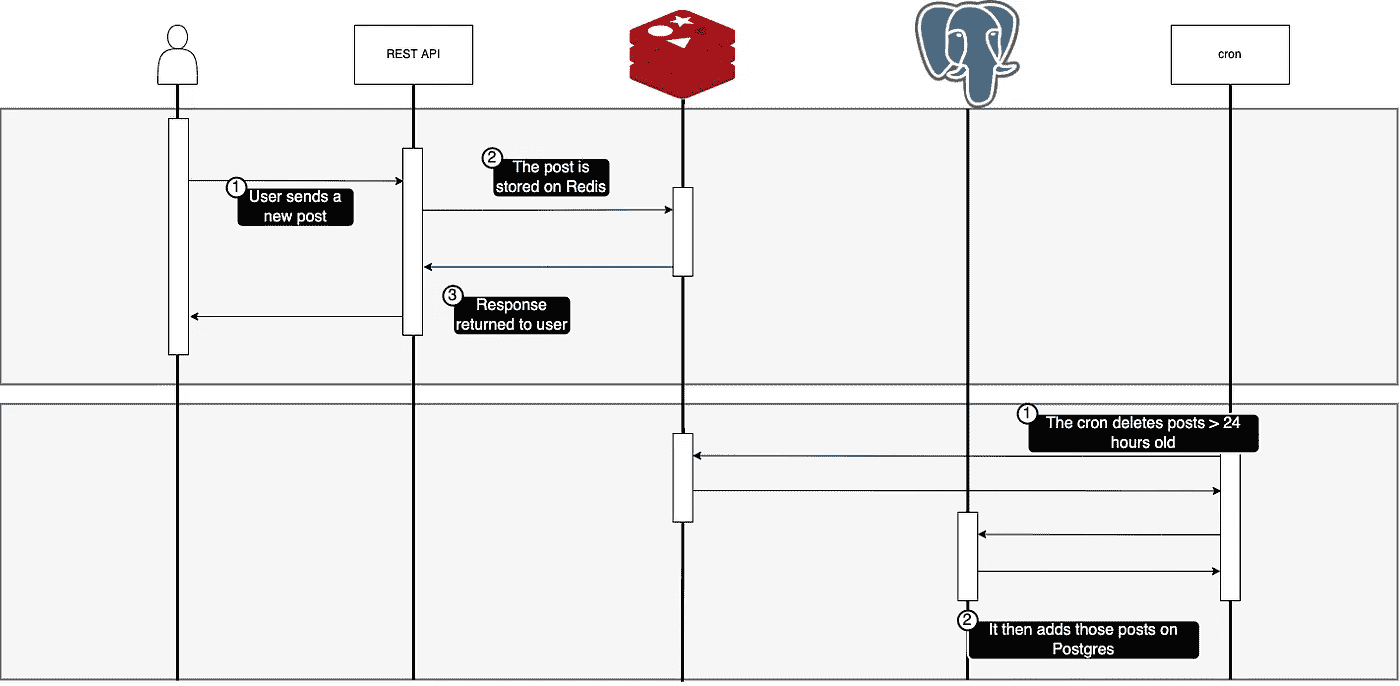 REST API
cron
2
The post is
stored on Redis
1
User sends a
new post
3
Response
returned to user
1
The cron deletes posts > 24
hours old
2
It then adds those posts on
Postgres